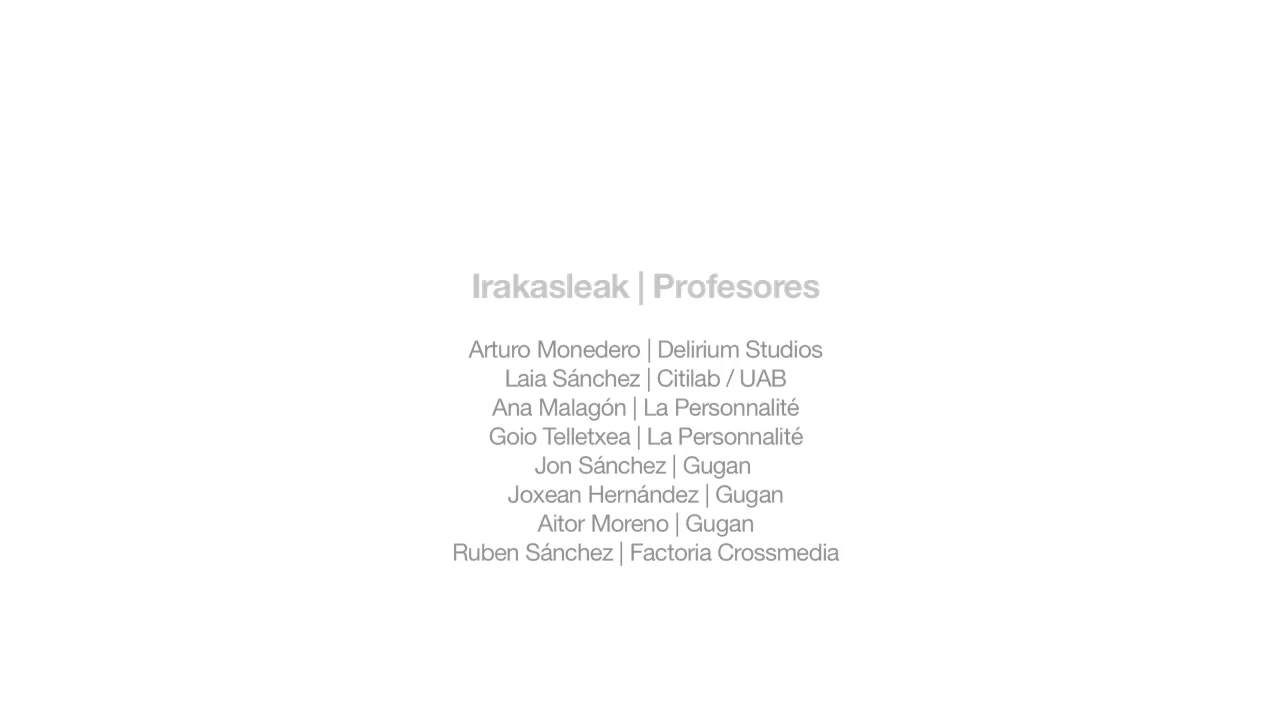 Irakasleak | Profesores
Arturo Monedero | Delirium Studios
Laia Sánchez | Citilab / UAB
Ana Malagón | La Personnalité
Goio Telletxea | La Personnalité
Jon Sánchez | Gugan
Joxean Hernández | Gugan
Aitor Moreno | Gugan
Ruben Sánchez | Factoria Crossmedia